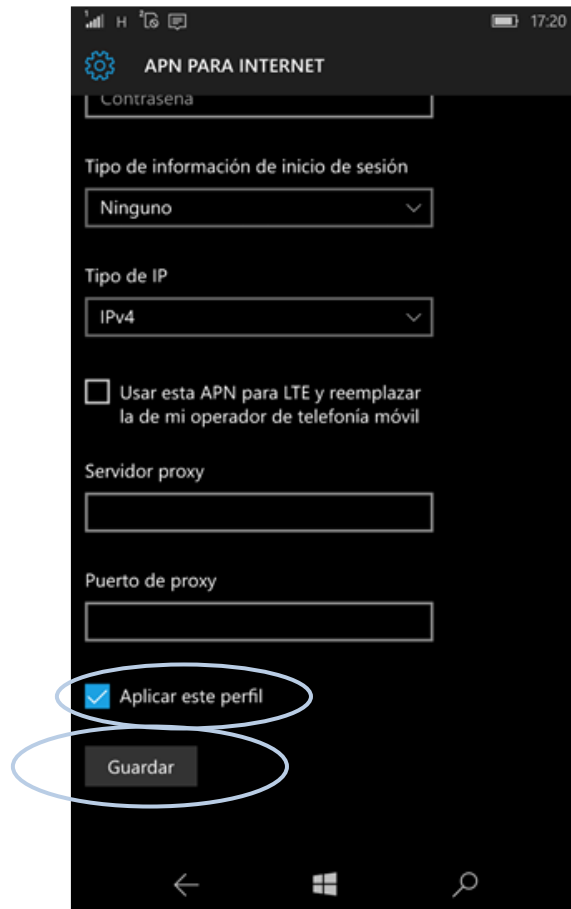 H 2 17:20
APN PARA INTERNET
Contraseña
Tipo de información de inicio de sesión
Ninguno
Tipo de IP
IPv4
Usar esta APN para LTE y reemplazar
la de mi operador de telefonía móvil
Servidor proxy
Puerto de proxy
Aplicar este perfil
Guardar